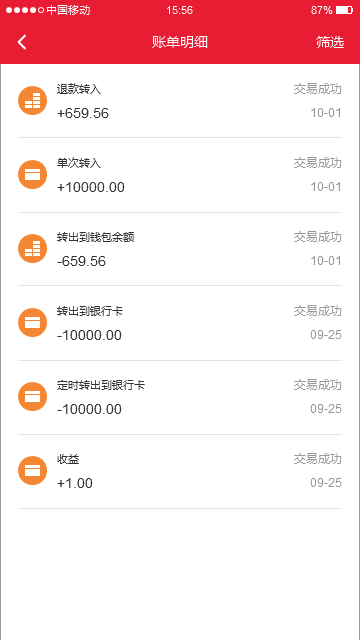 中国移动 15:56 87%
账单明细 筛选
退款转入 交易成功
+659.56 10-01
单次转入 交易成功
+10000.00 10-01
转出到钱包余额 交易成功
-659.56 10-01
转出到银行卡 交易成功
-10000.00 09-25
定时转出到银行卡 交易成功
-10000.00 09-25
收益 交易成功
+1.00 09-25